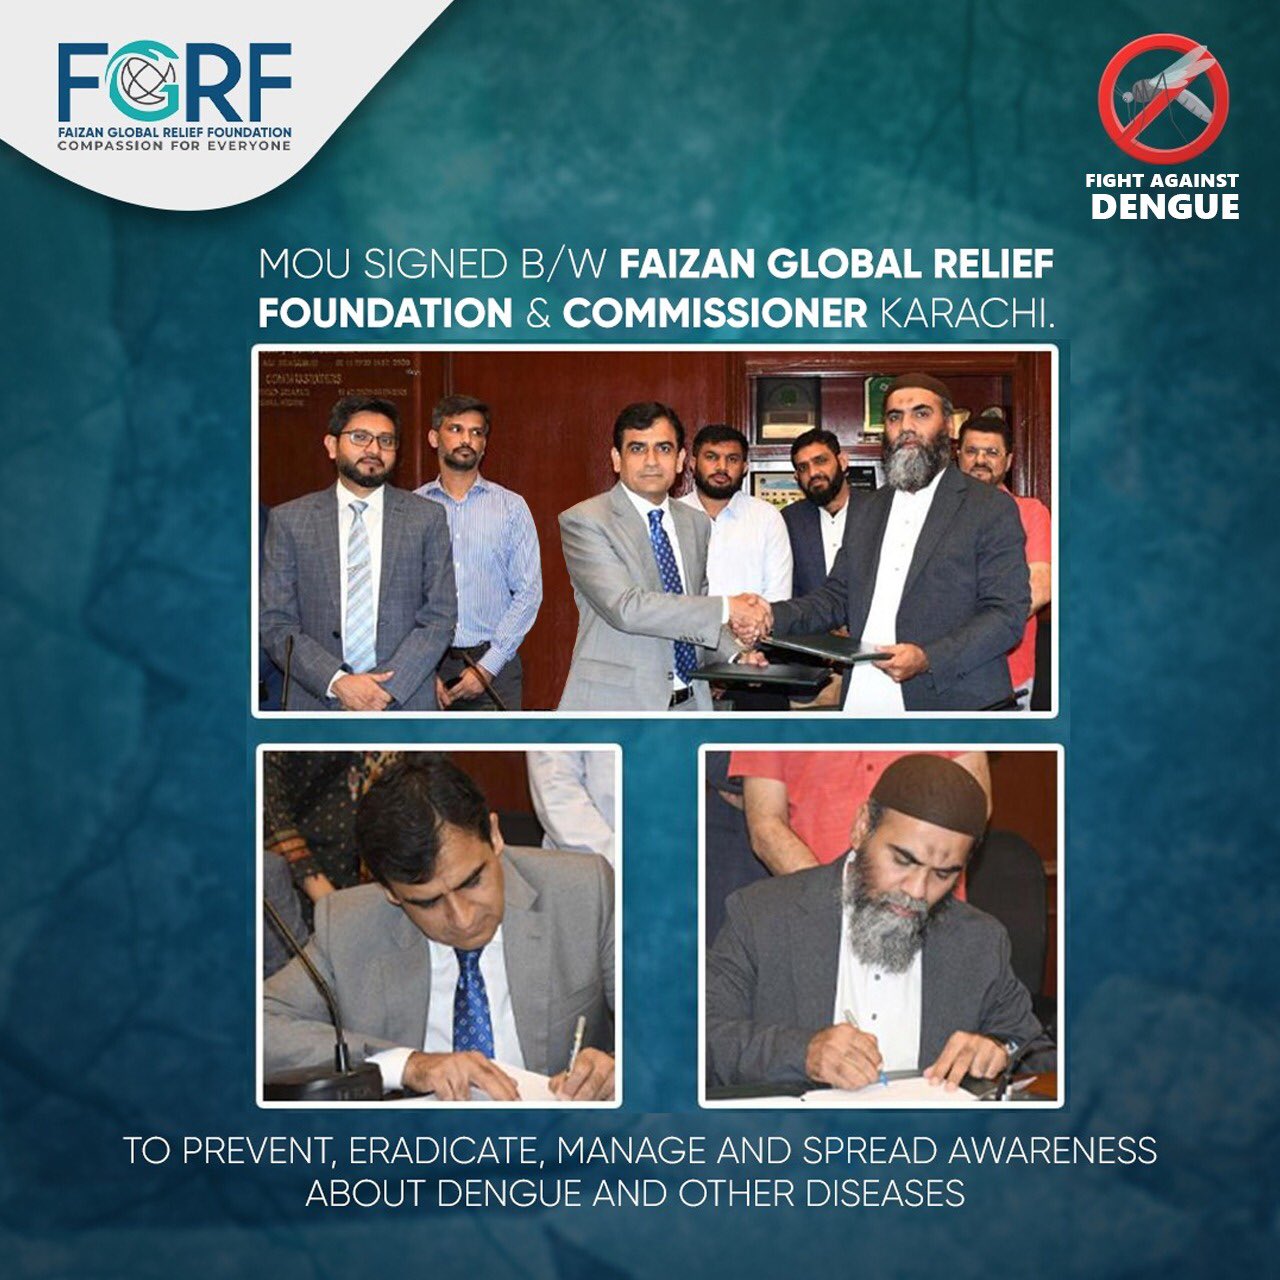 FGRF
FAIZAN GLOBAL RELIEF FOUNDATION
COMPASSION FOR EVERYONE
FIGHT AGAINST
DENGUE
MOU SIGNED B/W FAIZAN GLOBAL RELIEF
FOUNDATION & COMMISSIONER KARACHI.
TO PREVENT, ERADICATE, MANAGE AND SPREAD AWARENESS
ABOUT DENGUE AND OTHER DISEASES